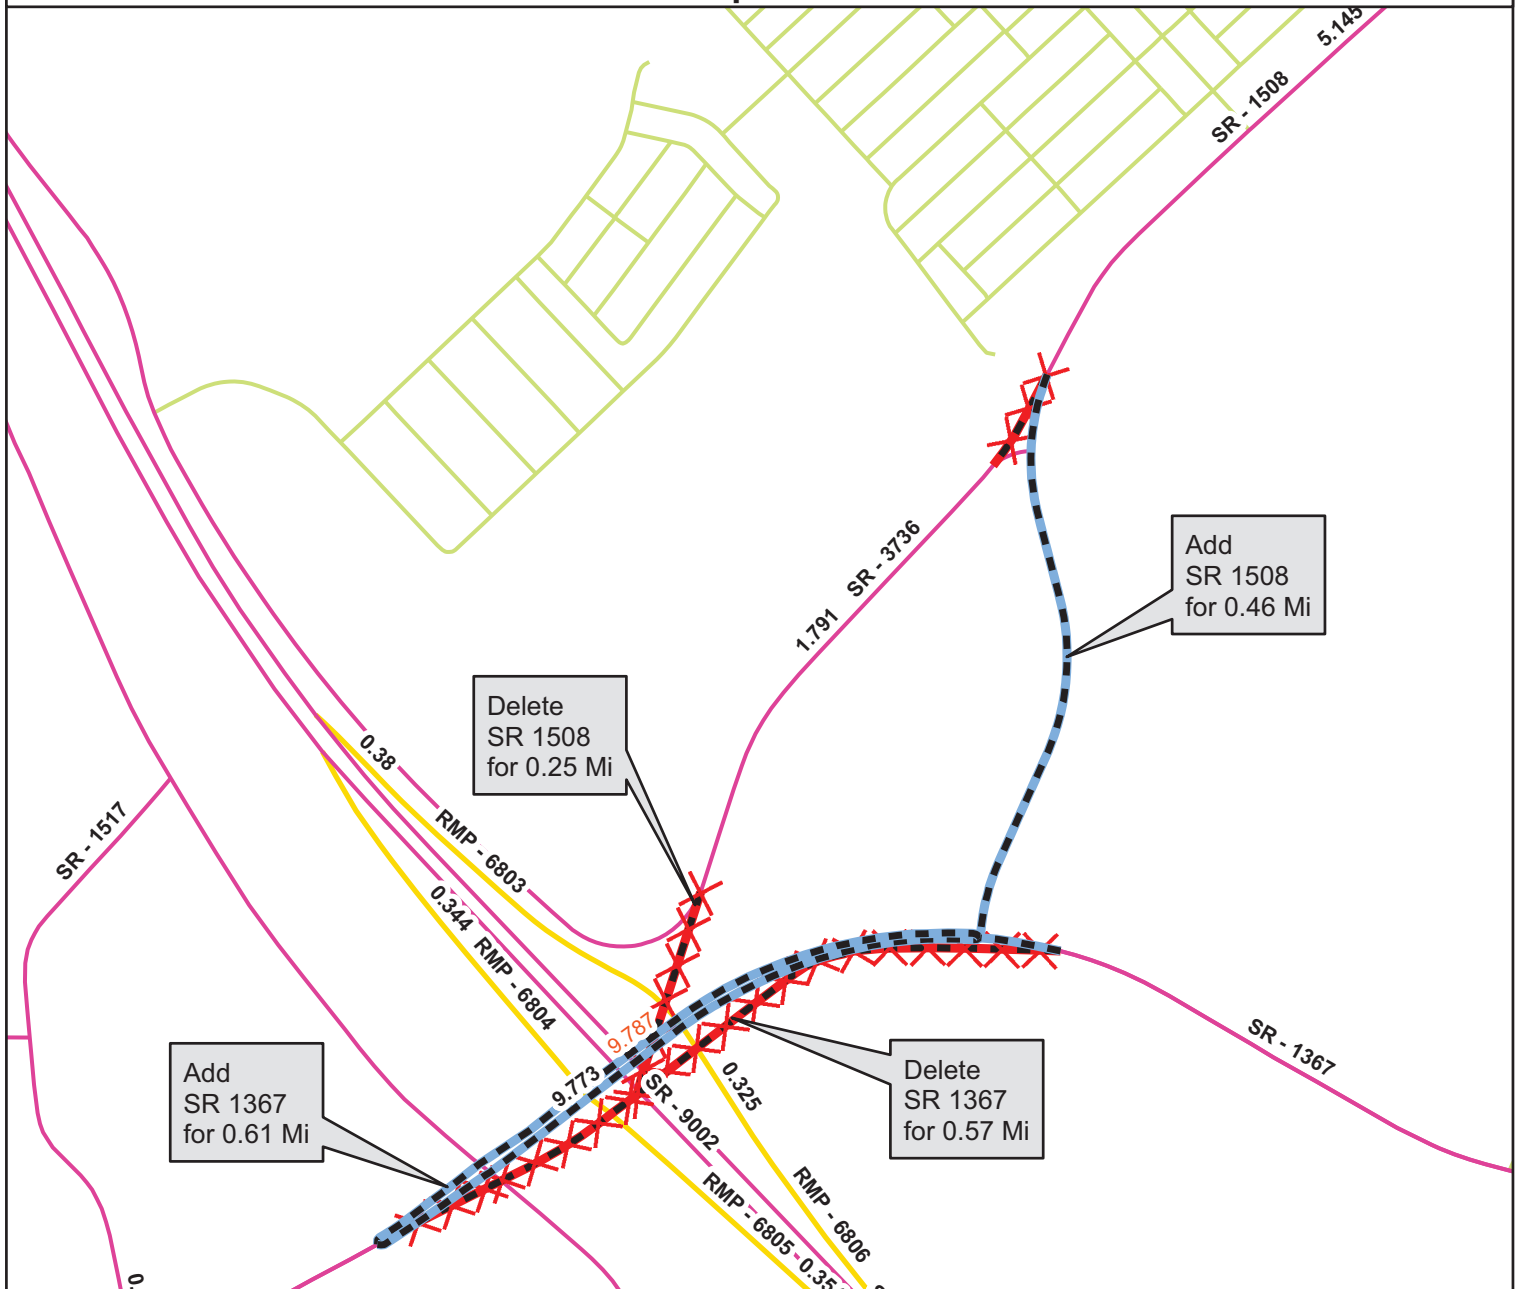 5.145
SR - 1508
SR - 3736
1.791
Add
SR 1508
for 0.46 Mi
Delete
SR 1508
for 0.25 Mi
0.38
RMP - 6803
SR - 1517
0.344
RMP - 6804
9.787
9.773
SR - 9002
0.325
SR - 1367
Add
SR 1367
for 0.61 Mi
Delete
SR 1367
for 0.57 Mi
RMP - 6805
RMP - 6806